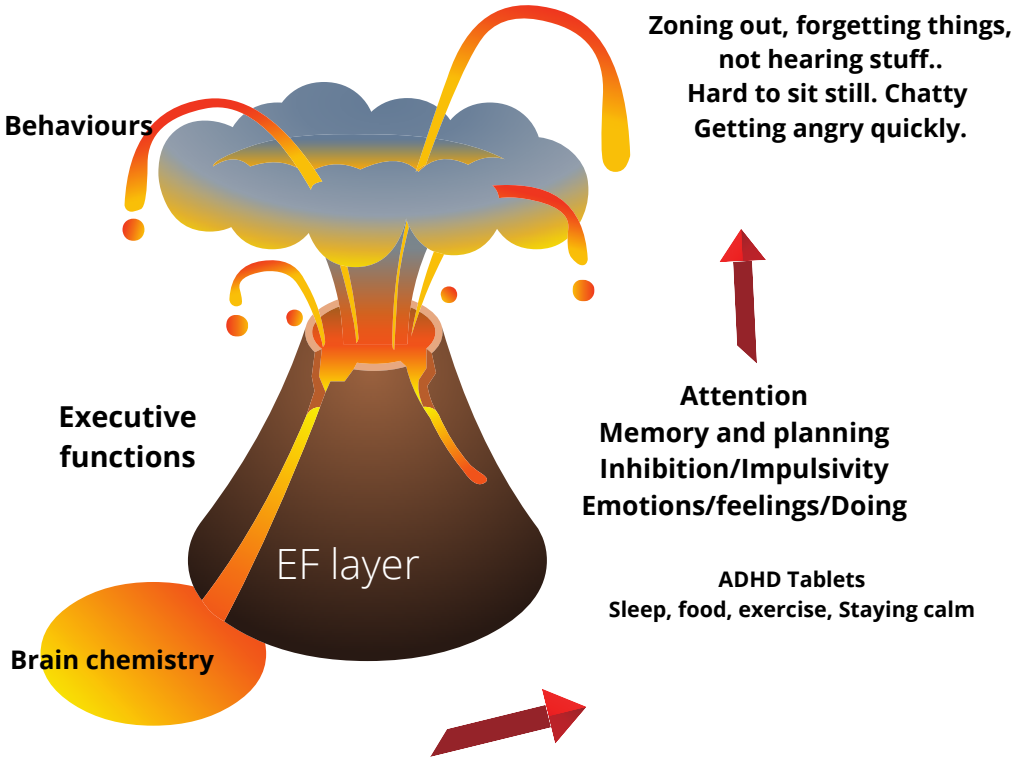 Zoning out, forgetting things,
not hearing stuff..
Hard to sit still. Chatty
Getting angry quickly.
Behaviours
Executive
functions
Attention
Memory and planning
Inhibition/Impulsivity
Emotions/feelings/Doing
EF layer
ADHD Tablets
Sleep, food, exercise, Staying calm
Brain chemistry